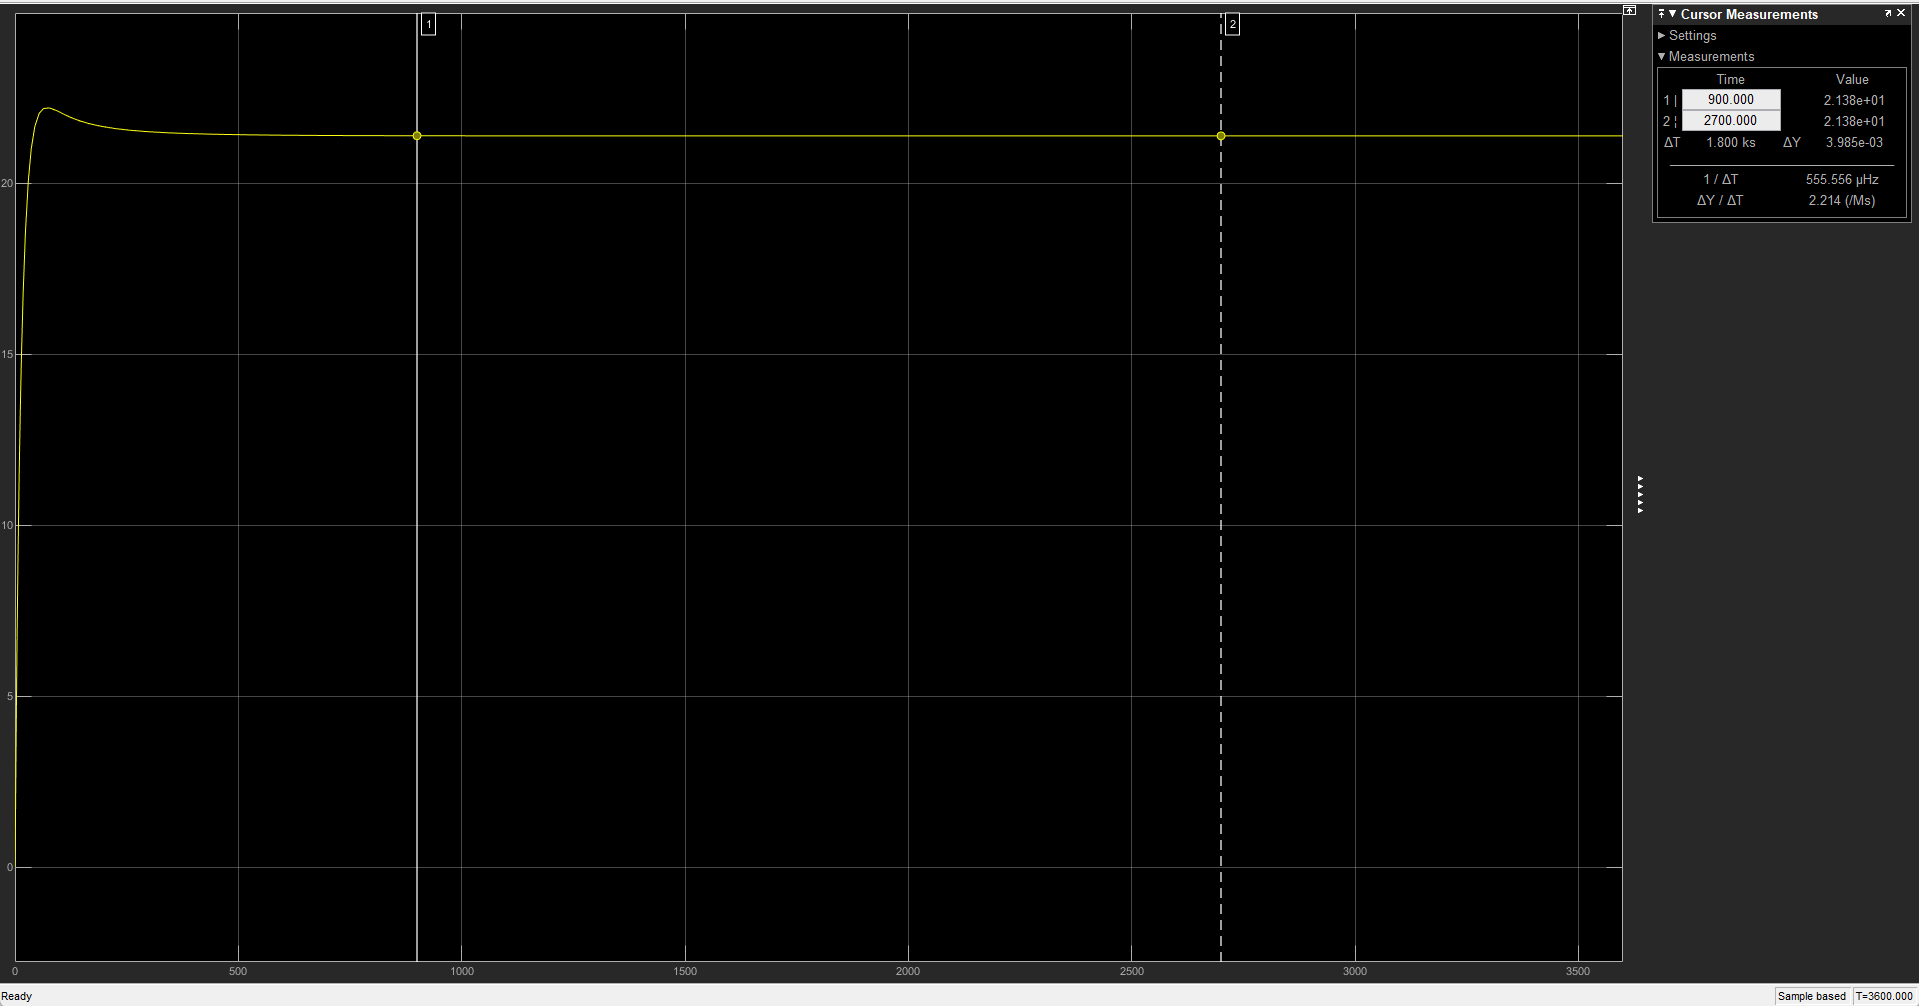 1
2
20
15
10
5
0
0 500 1000 1500 2000 2500 3000 3500
Cursor Measurements
Settings
Measurements
Time Value
1 | 900.000 2.138e+01
2 ¦ 2700.000 2.138e+01
ΔT 1.800 ks ΔY 3.985e-03
1 / ΔT 555.556 µHz
ΔY / ΔT 2.214 (/Ms)
Ready Sample based T=3600.000